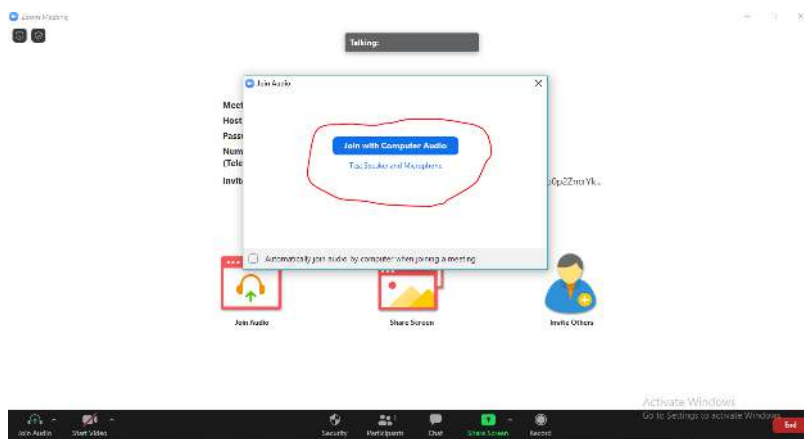 Zoom Meeting
Talking:
Join Audio
Meet
Host
Passw
Num
(Tele
Invit
Join with Computer Audio
Test Speaker and Microphone
Automatically join audio by computer when joining a meeting
Join Audio
Share Screen
Invite Others
Activate Windows
Go to Settings to activate Windows.
Join Audio
Start Video
Security
Participants
Chat
Share Screen
Record
End